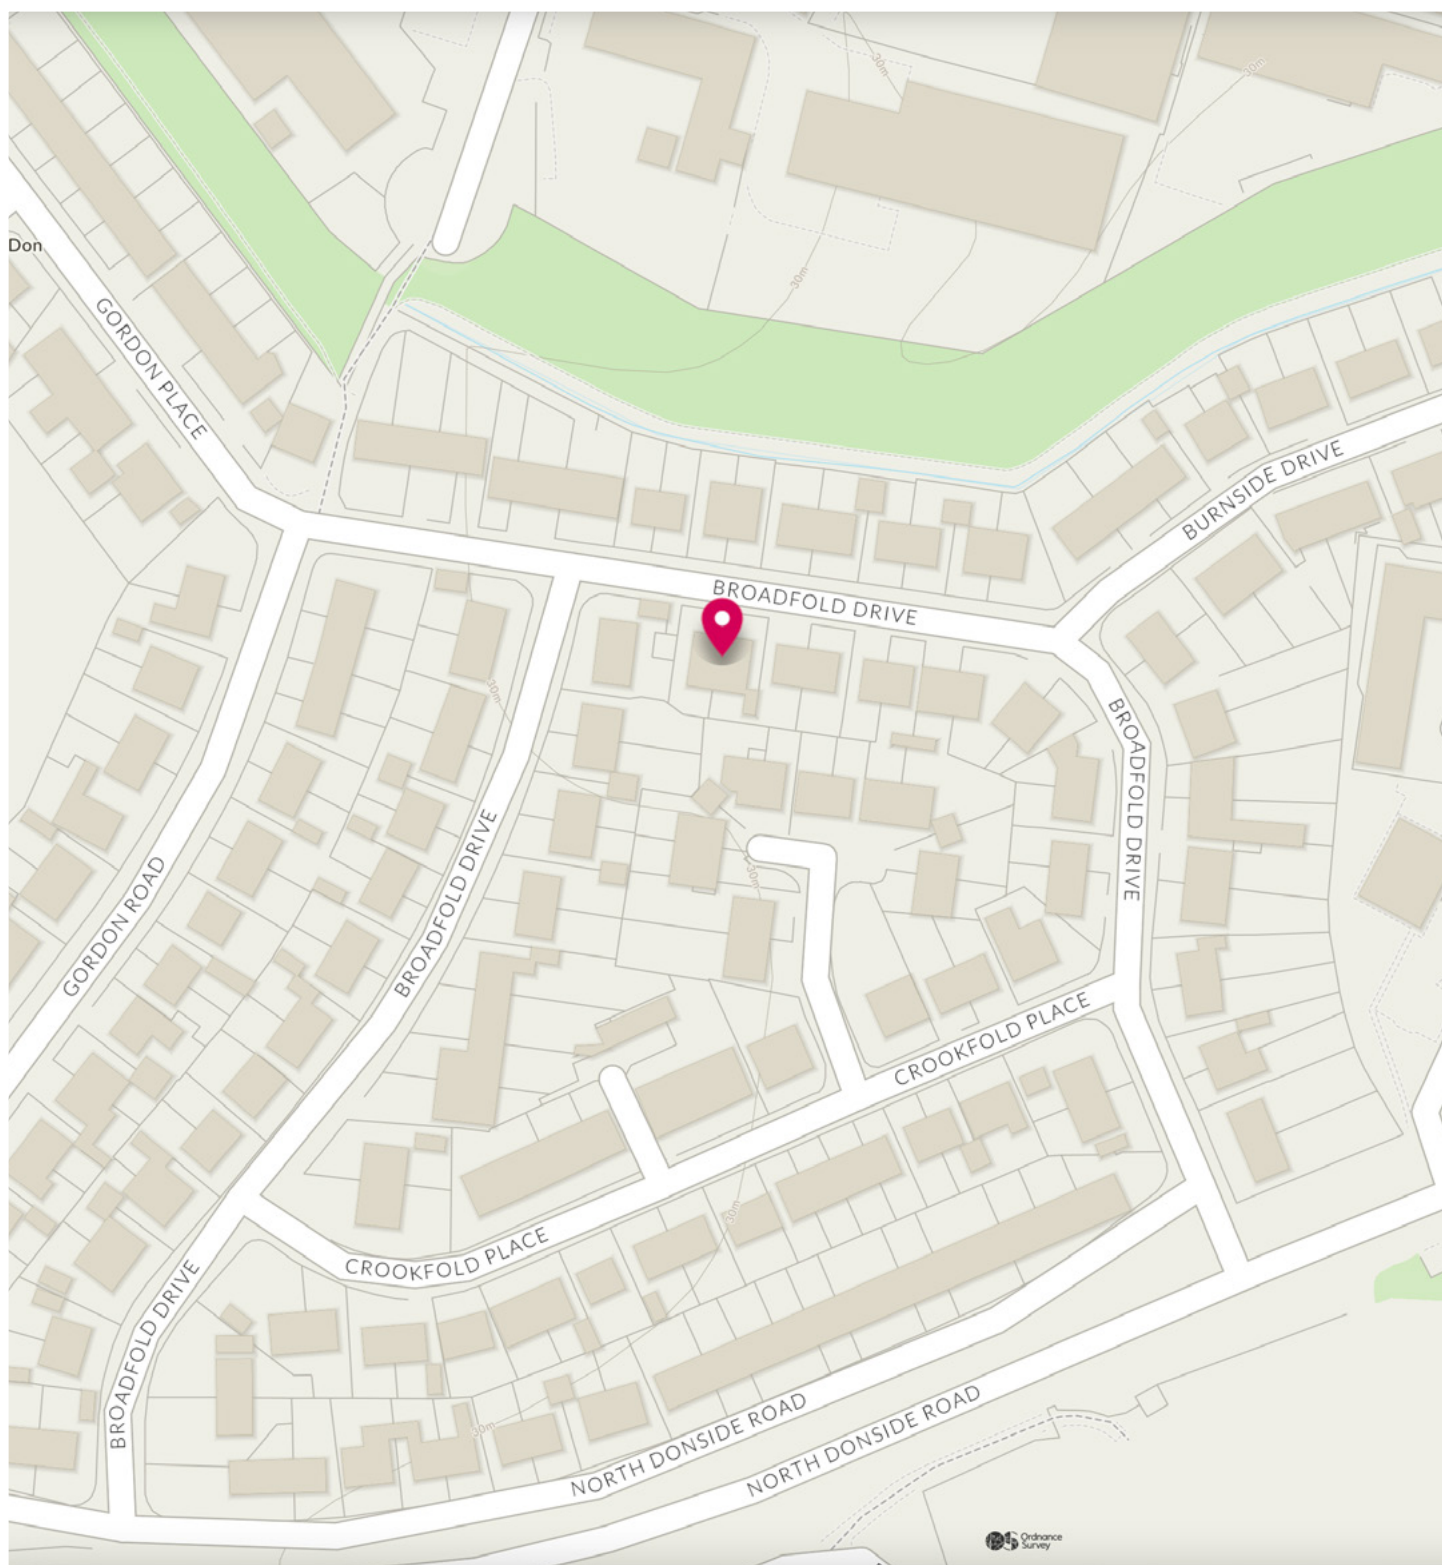 30m
30m
Don
30m
GORDON PLACE
BURNSIDE DRIVE
BROADFOLD DRIVE
30m
BROADFOLD DRIVE
BROADFOLD DRIVE
30m
GORDON ROAD
CROOKFOLD PLACE
30m
CROOKFOLD PLACE
BROADFOLD DRIVE
30m
NORTH DONSIDE ROAD
NORTH DONSIDE ROAD
Ordnance
Survey